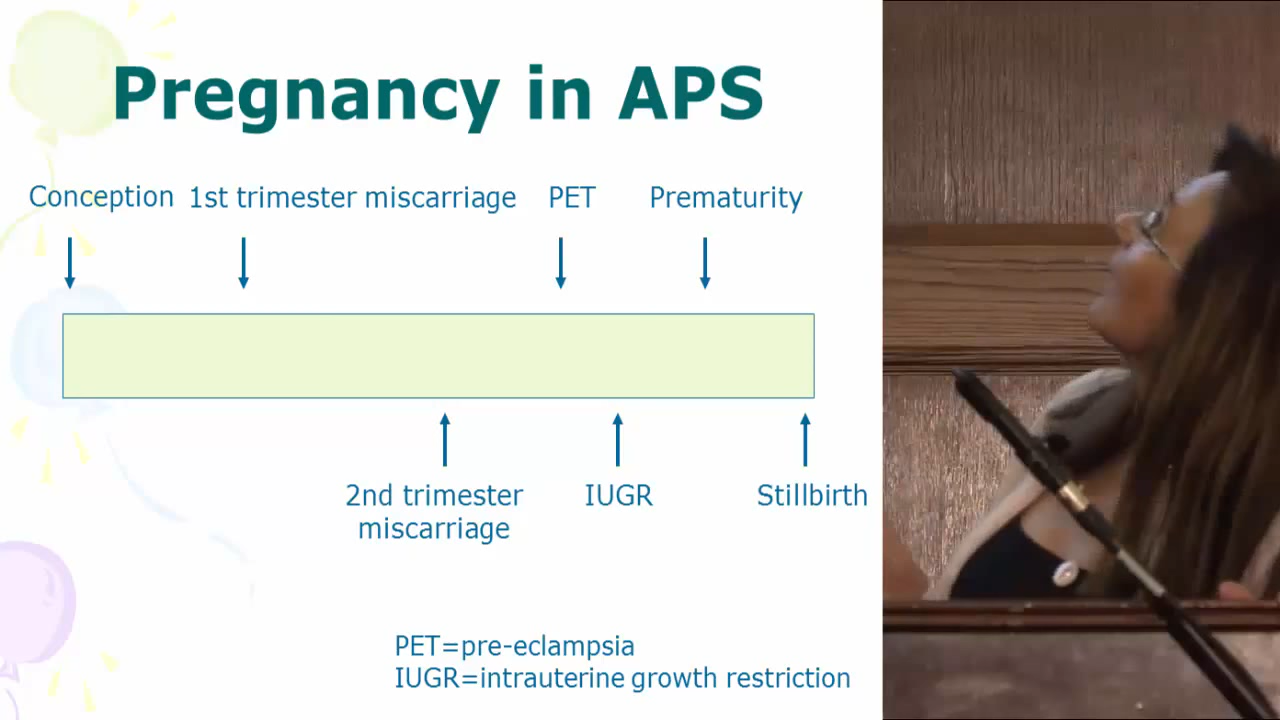 Pregnancy in APS
Conception 1st trimester miscarriage PET Prematurity
2nd trimester IUGR Stillbirth
miscarriage
PET=pre-eclampsia
IUGR=intrauterine growth restriction